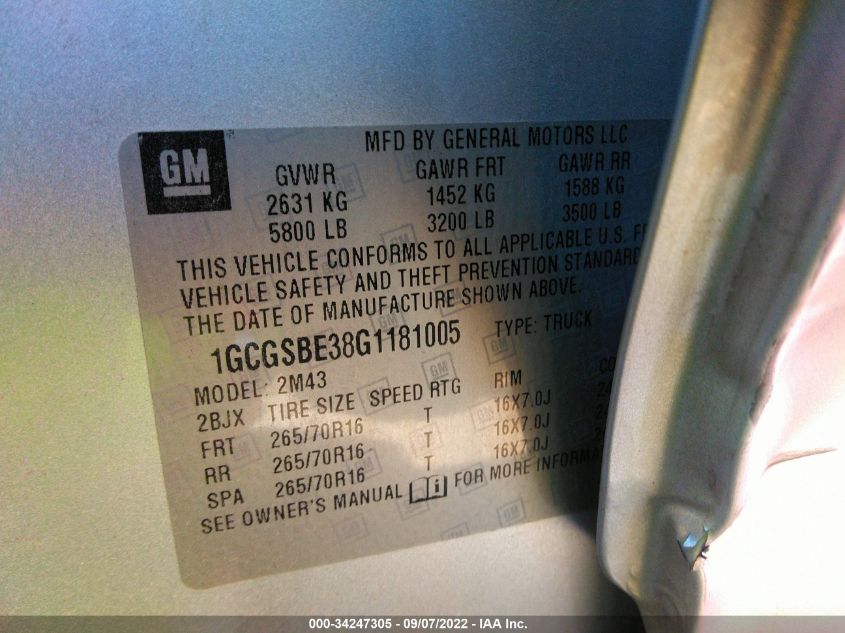 MFD BY GENERAL MOTORS LLC
GM
GVWR GAWR FRT GAWR RR
2631 KG 1452 KG 1588 KG
5800 LB 3200 LB 3500 LB
THIS VEHICLE CONFORMS TO ALL APPLICABLE U.S.
VEHICLE SAFETY AND THEFT PREVENTION STANDARD
THE DATE OF MANUFACTURE SHOWN ABOVE.
1GCGSBE38G1181005 TYPE: TRUCK
MODEL: 2M43
2BJX TIRE SIZE SPEED RTG RIM
FRT 265/70R16 T 16X7.0J
RR 265/70R16 T 16X7.0J
SPA 265/70R16 T 16X7.0J
SEE OWNER'S MANUAL FOR MORE
000-34247305 - 09/07/2022 - IAA Inc.